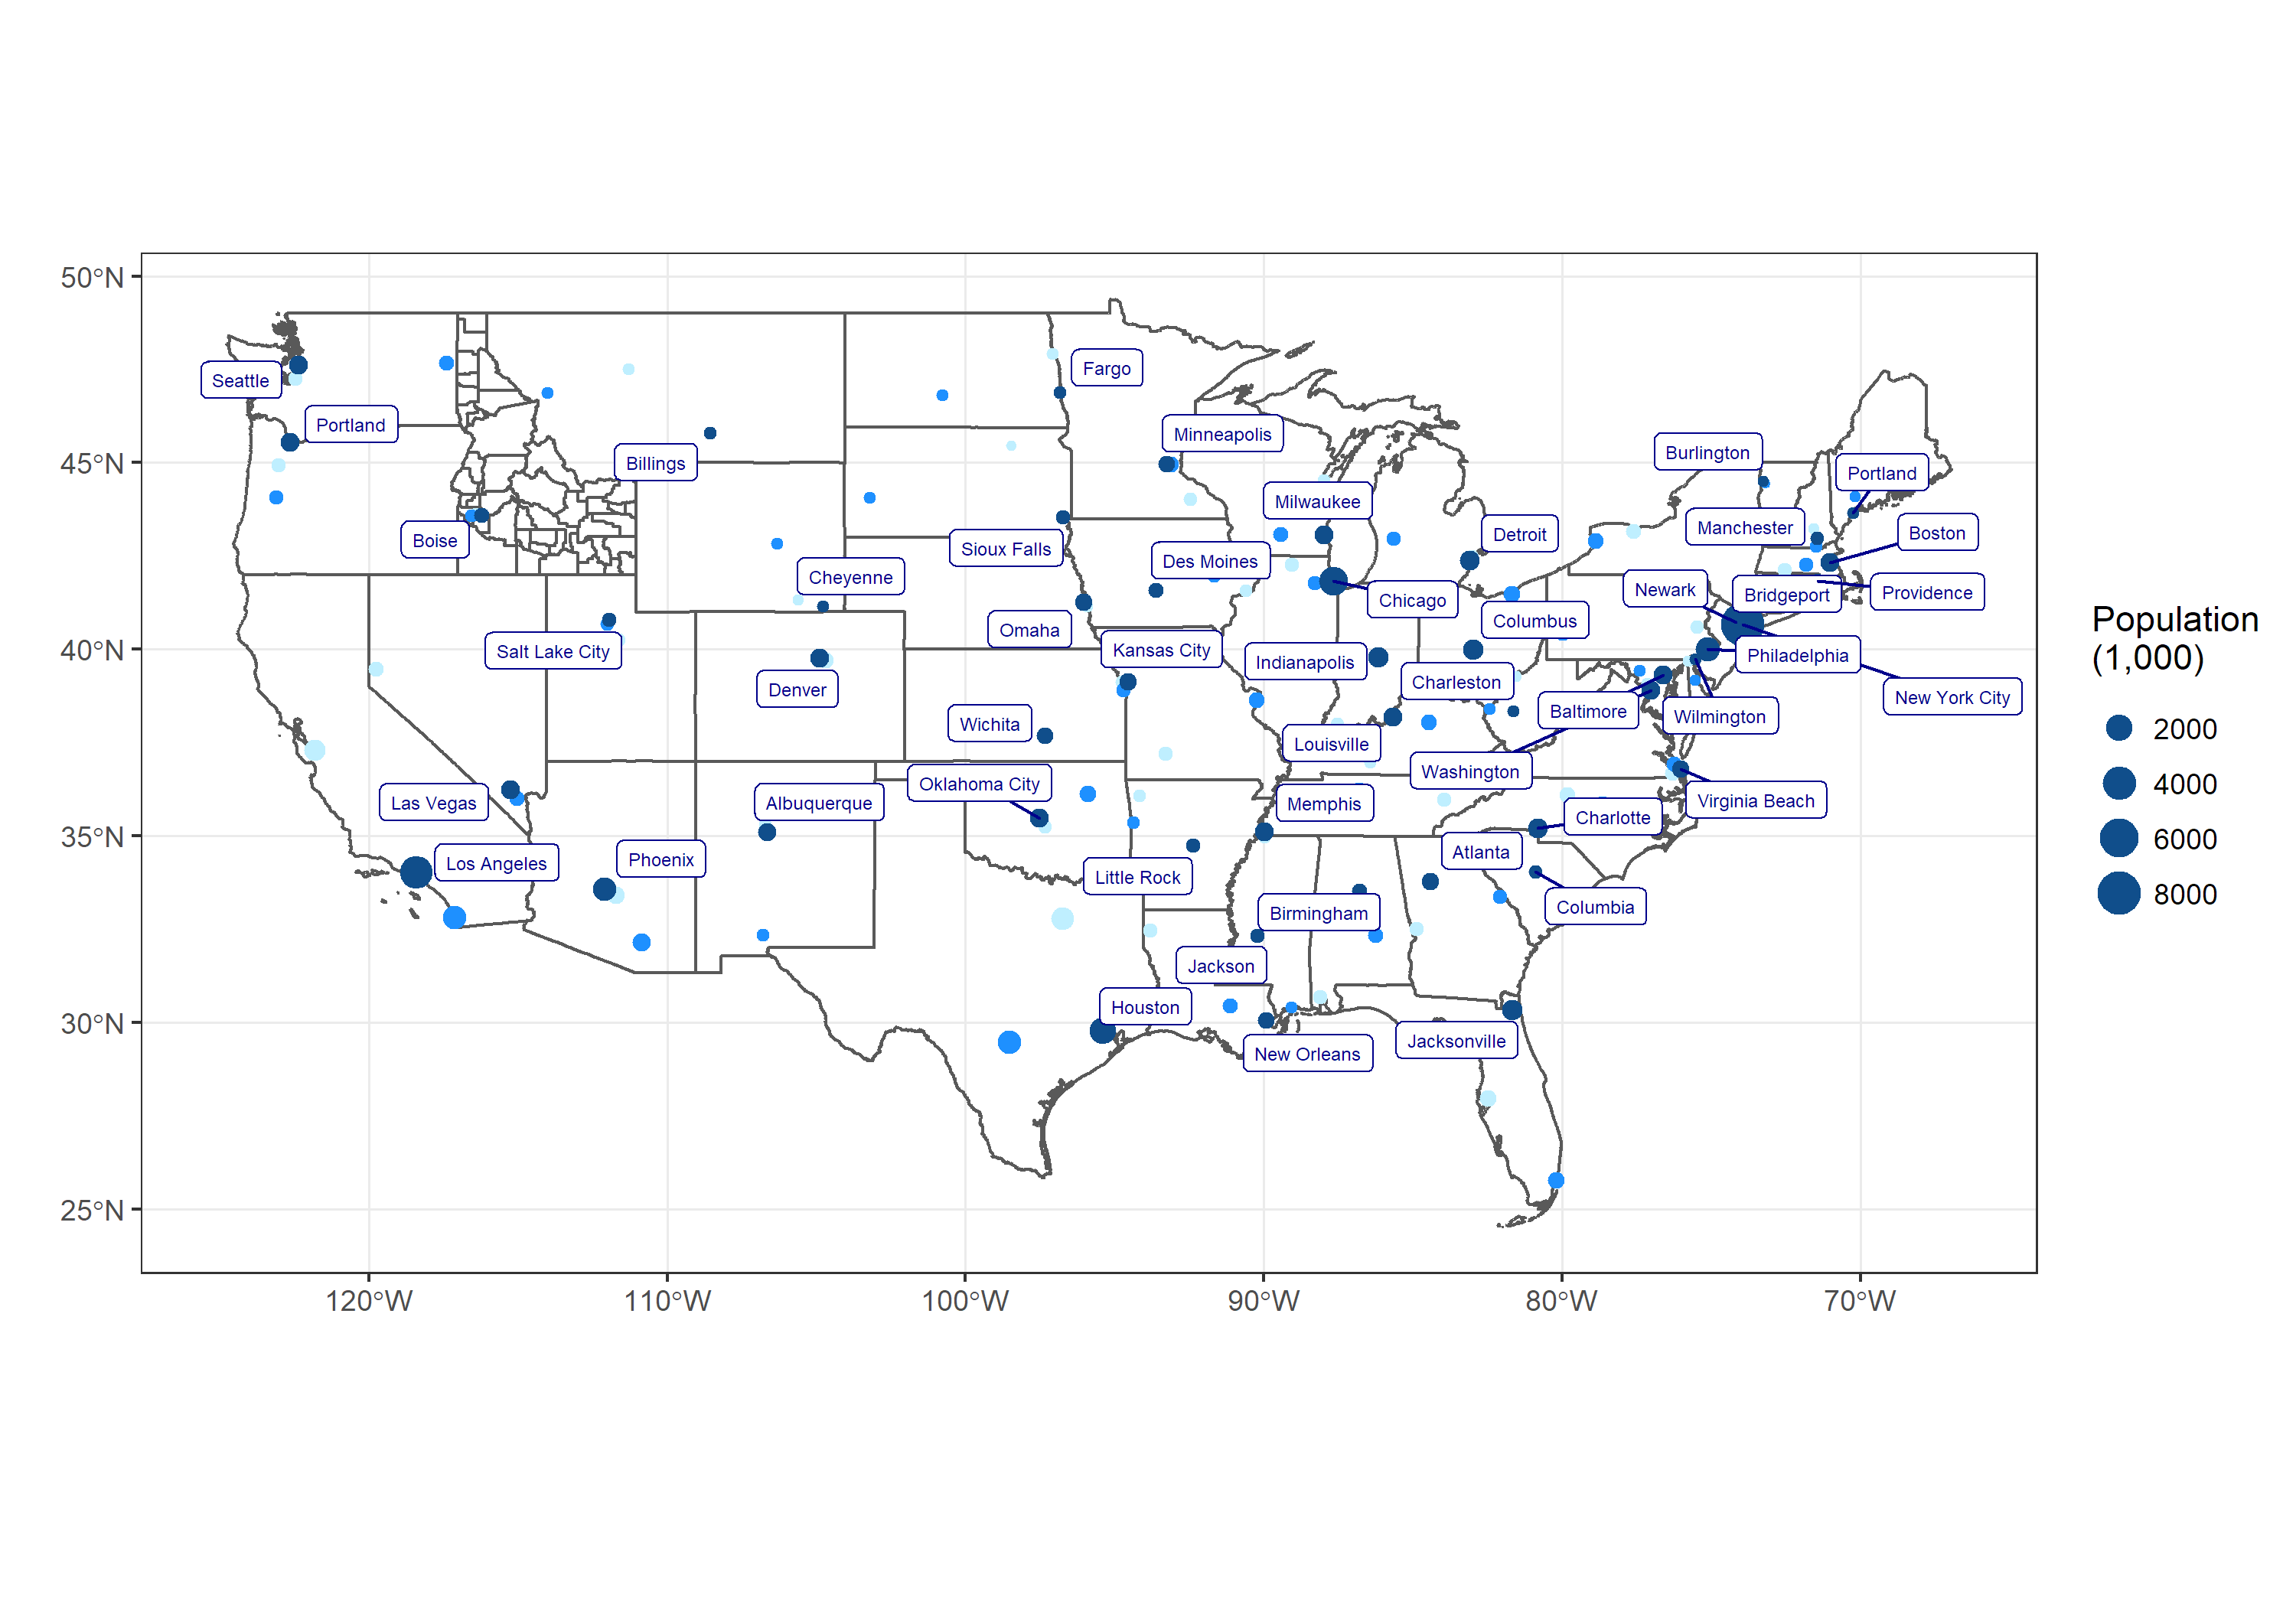 50°N
45°N
40°N
35°N
30°N
25°N
120°W
110°W
100°W
90°W
80°W
70°W
Seattle
Portland
Billings
Boise
Fargo
Minneapolis
Milwaukee
Sioux Falls
Des Moines
Detroit
Burlington
Portland
Manchester
Boston
Newark
Bridgeport
Providence
Cheyenne
Chicago
Columbus
Omaha
Salt Lake City
Kansas City
Indianapolis
Philadelphia
Denver
Charleston
New York City
Baltimore
Wilmington
Wichita
Louisville
Washington
Oklahoma City
Las Vegas
Albuquerque
Memphis
Virginia Beach
Charlotte
Los Angeles
Phoenix
Atlanta
Little Rock
Columbia
Birmingham
Jackson
Houston
New Orleans
Jacksonville
Population
(1,000)
2000
4000
6000
8000